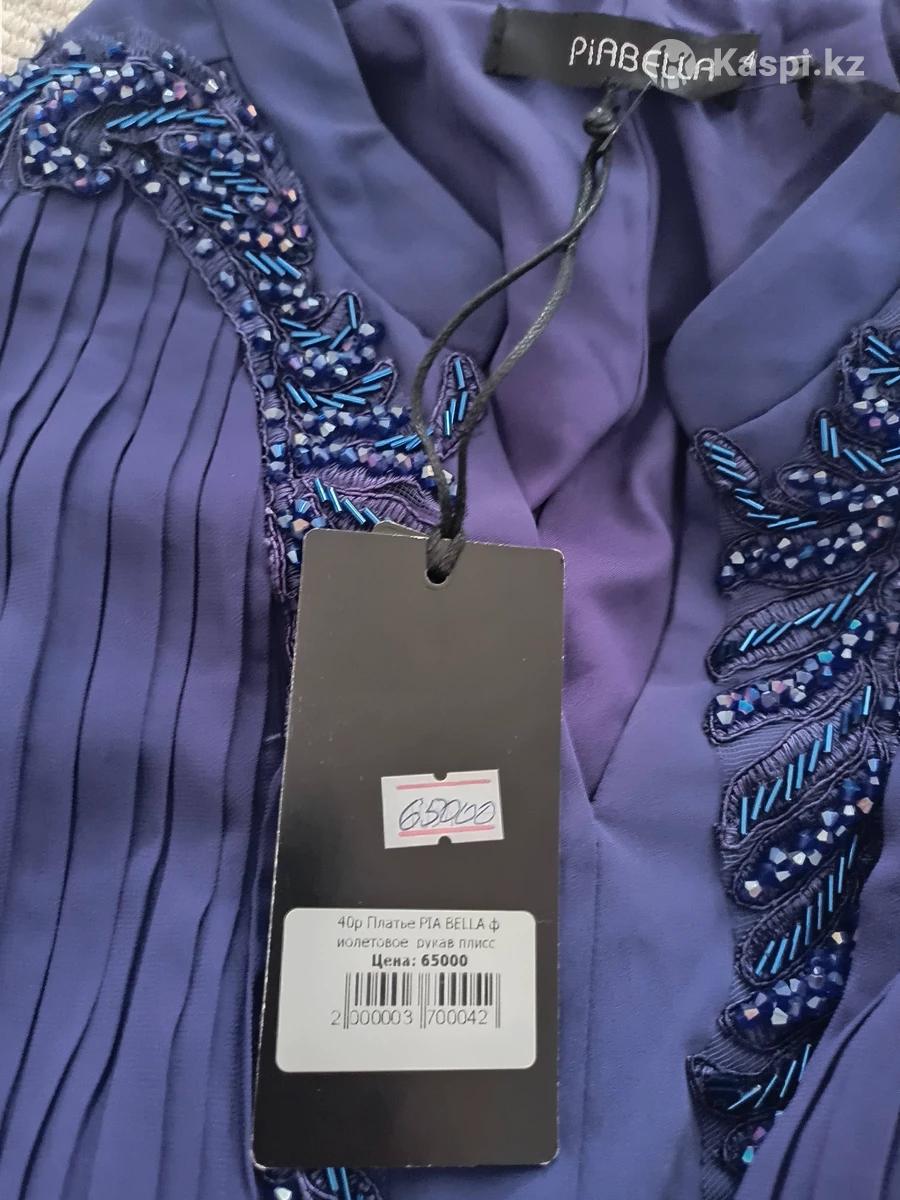 PiABELLA
Kaspi.kz
65000
40р Платье PIA BELLA ф
иолетовое рукав плисс
Цена: 65000
2 000003 700042